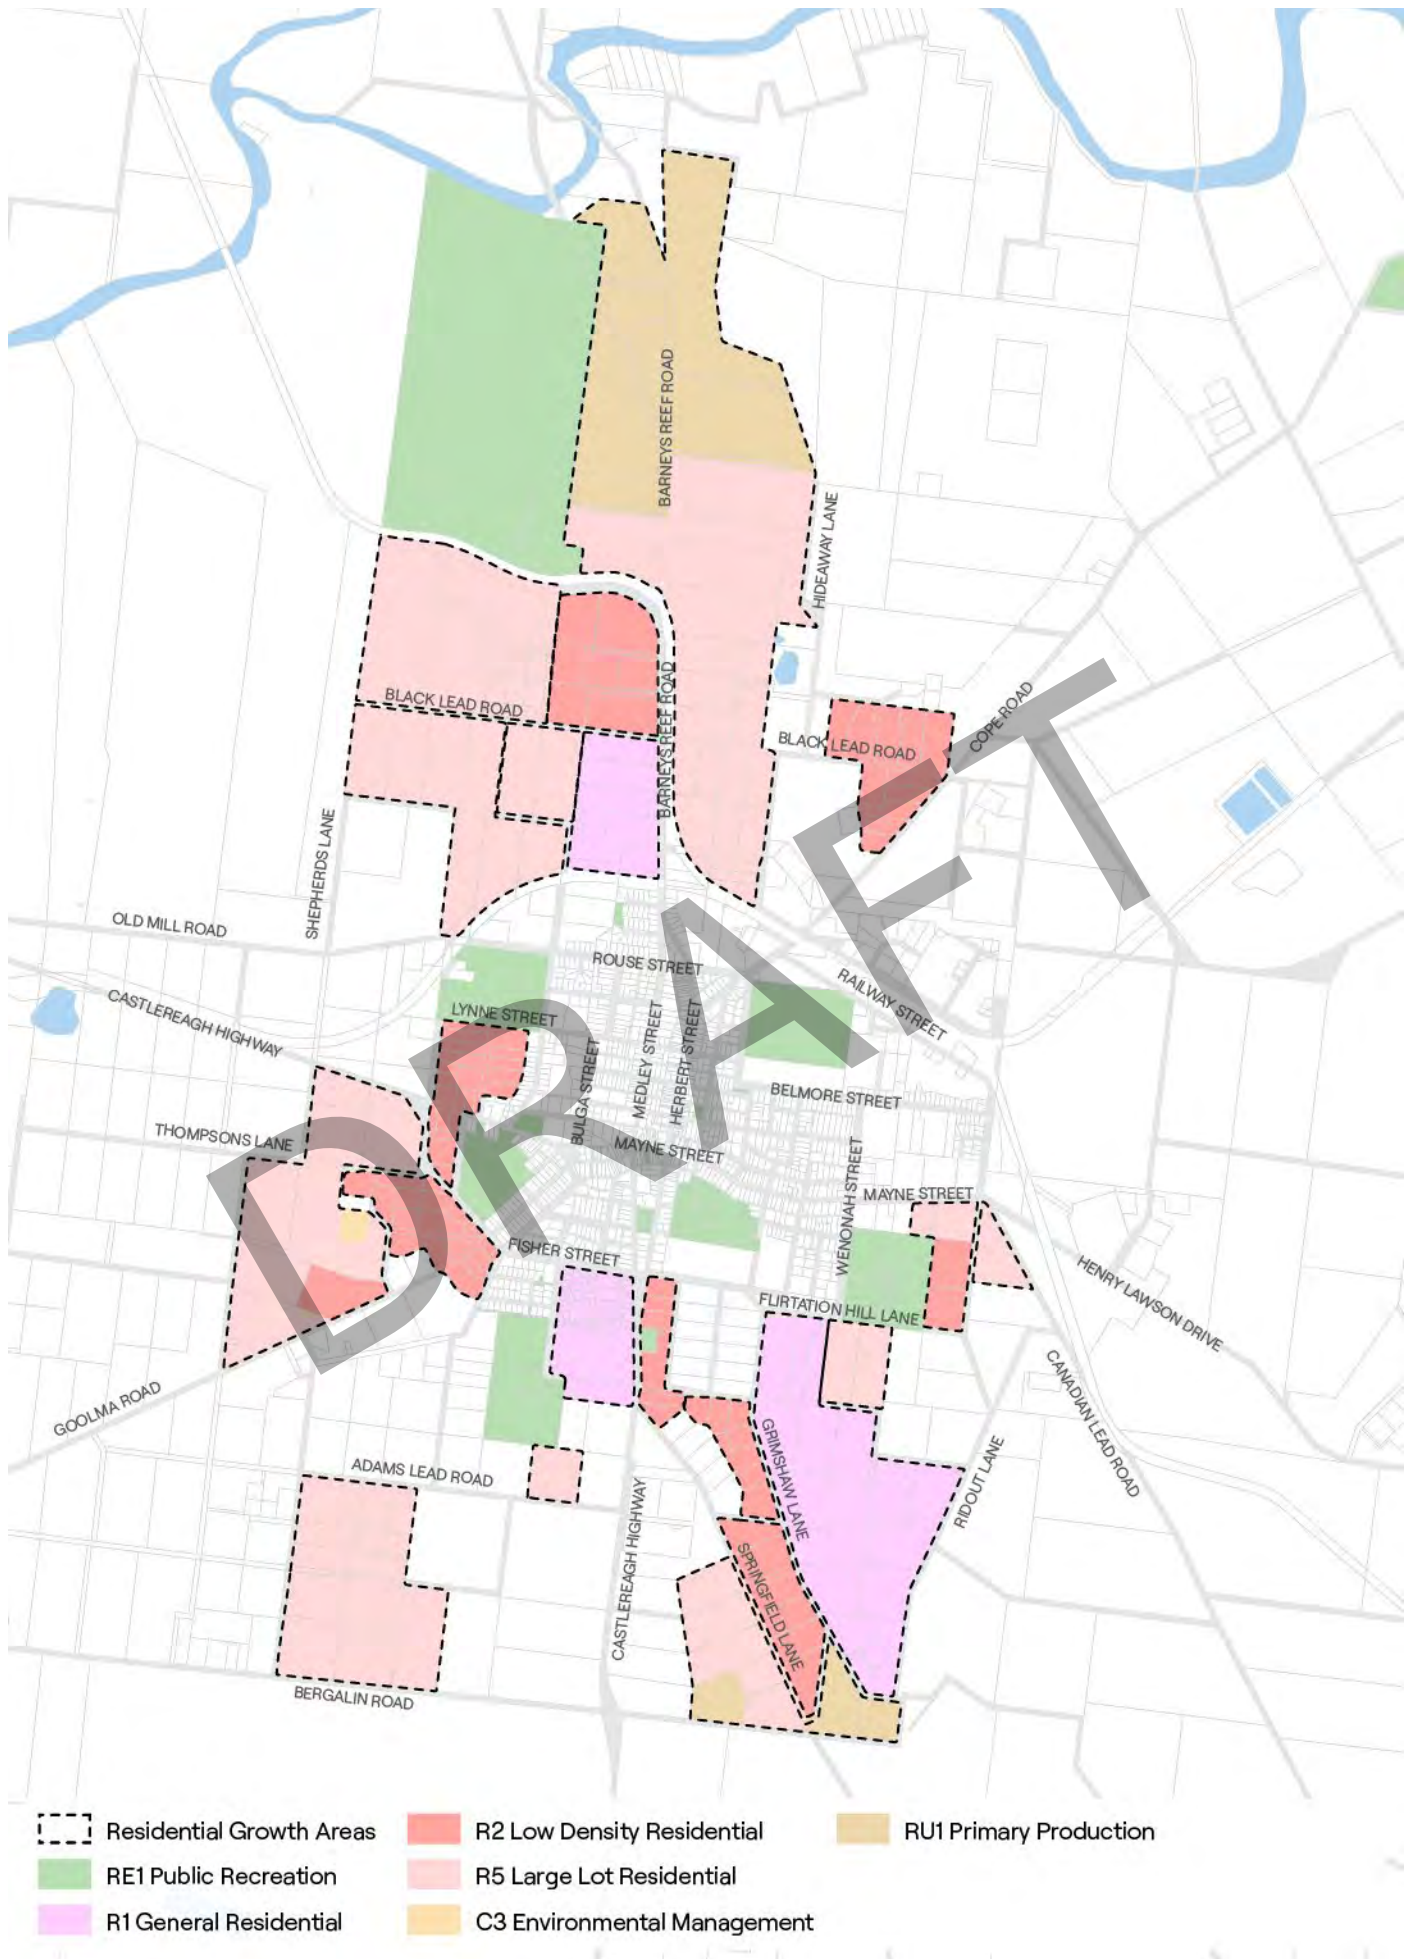 BARNEYS REEF ROAD
HIDEAWAY LANE
BLACK LEAD ROAD
BARNEYS REEF ROAD
BLACK LEAD ROAD
COPE ROAD
SHEPHERDS LANE
OLD MILL ROAD
ROUSE STREET
RAILWAY STREET
CASTLEREAGH HIGHWAY
LYNNE STREET
BULGA STREET
MEDLEY STREET
HERBERT STREET
BELMORE STREET
THOMPSONS LANE
MAYNE STREET
WENONAH STREET
MAYNE STREET
FISHER STREET
HENRY LAWSON DRIVE
FLIRTATION HILL LANE
GOOLMA ROAD
CANADIAN LEAD ROAD
GRIMSHAW LANE
RIDOUT LANE
ADAMS LEAD ROAD
CASTLEREAGH HIGHWAY
SPRINGFIELD LANE
BERGALIN ROAD
DRAFT
Residential Growth Areas
RE1 Public Recreation
R1 General Residential
R2 Low Density Residential
R5 Large Lot Residential
C3 Environmental Management
RU1 Primary Production